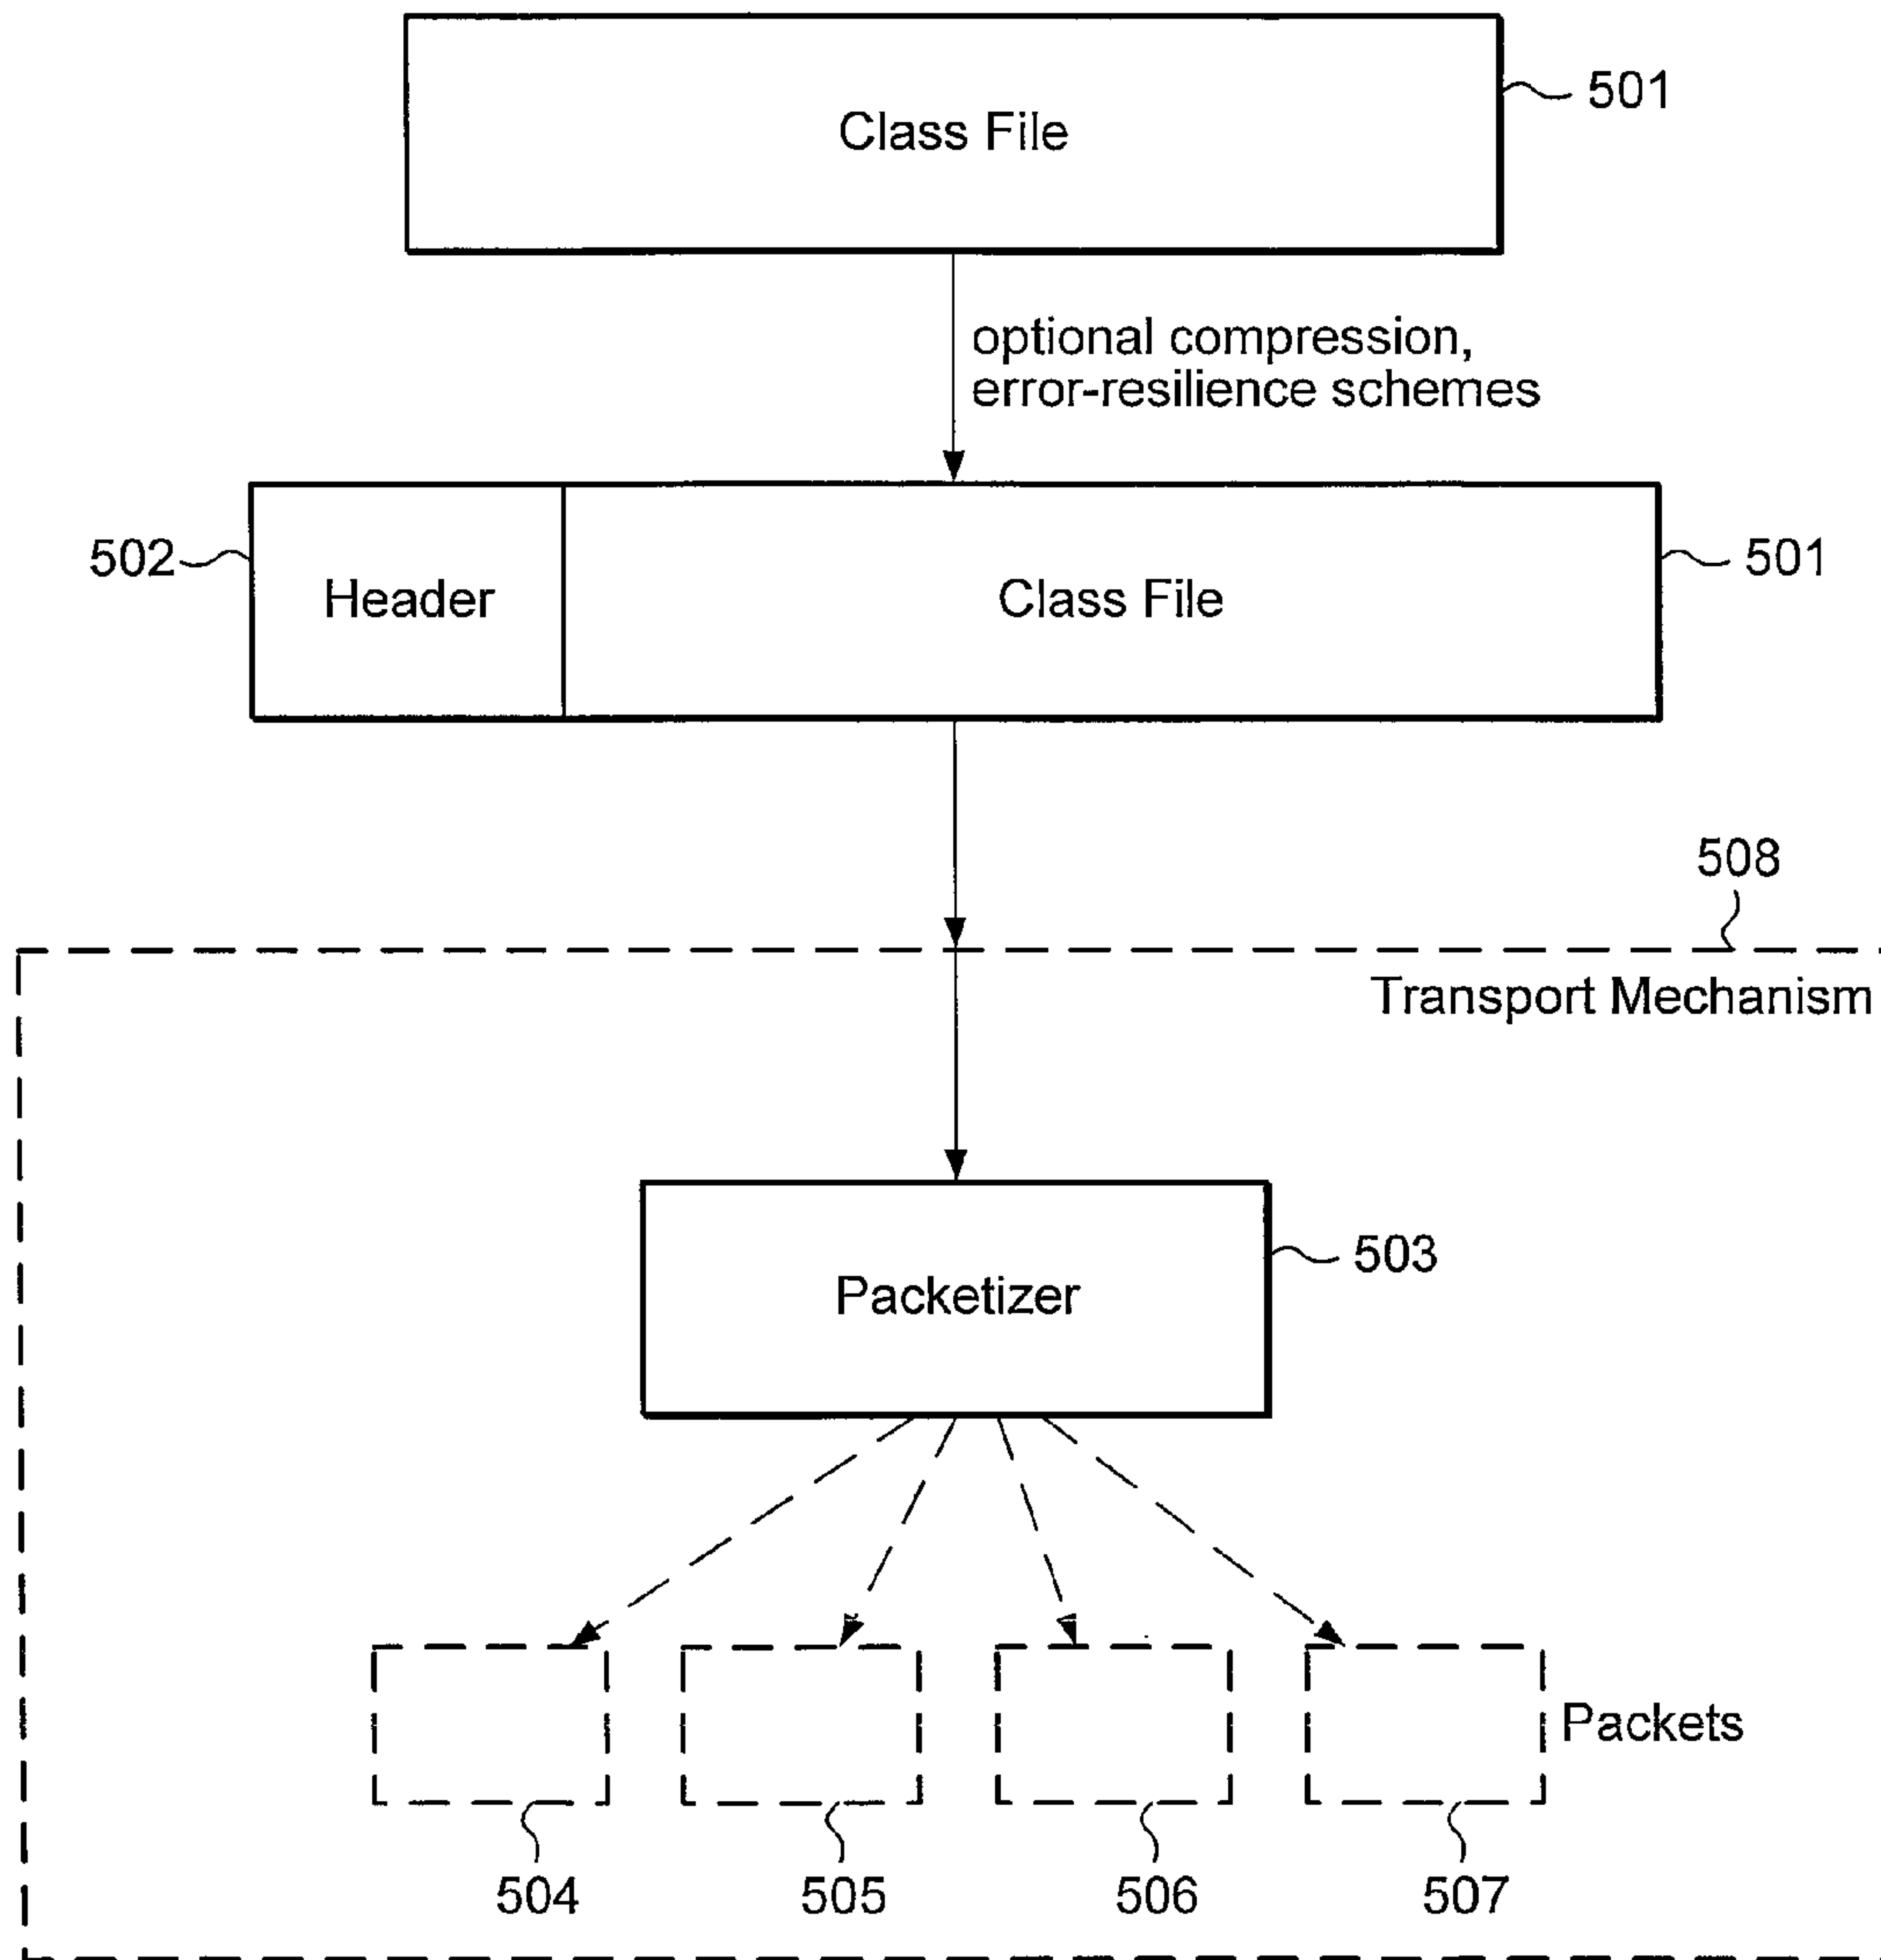 Class File
501
optional compression,
error-resilience schemes
502
Header
Class File
501
508
Transport Mechanism
Packetizer
503
Packets
504
505
506
507